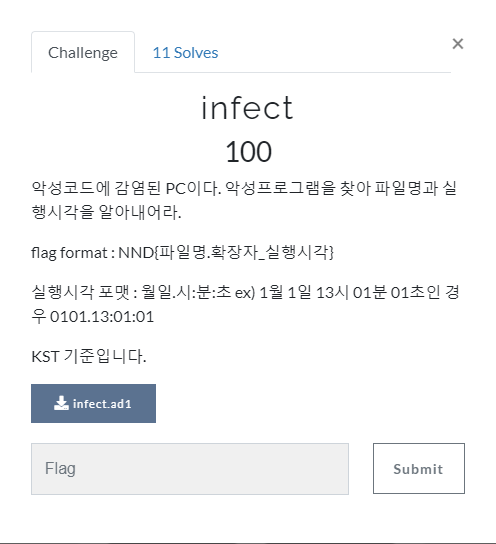 Challenge
11 Solves
×
infect
100
악성코드에 감염된 PC이다. 악성프로그램을 찾아 파일명과 실
행시각을 알아내어라.
flag format : NND{파일명.확장자_실행시각}
실행시각 포맷 : 월일.시:분:초 ex) 1월 1일 13시 01분 01초인 경
우 0101.13:01:01
KST 기준입니다.
infect.ad1
Flag
Submit